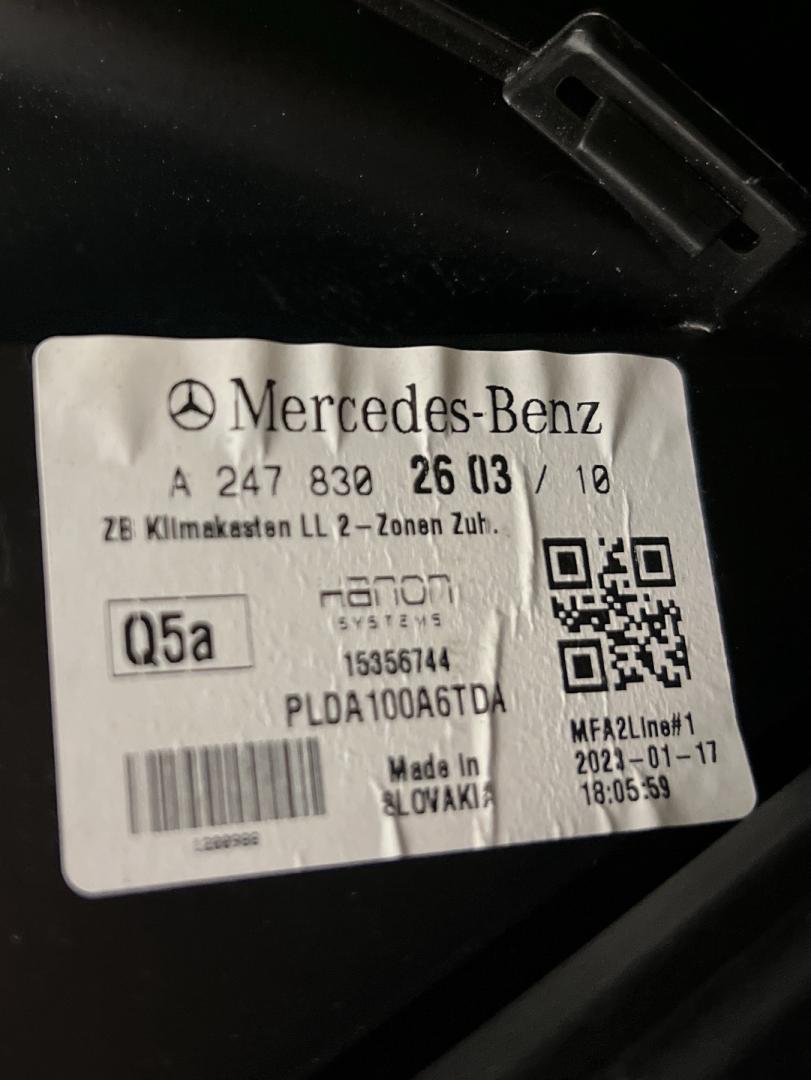 Mercedes-Benz
A 247 830 26 03 / 10
ZB Klimakasten LL 2-Zonen Zuh.
Hanon
SYSTEMS
Q5a
15356744
PLDA100A6TDA
MFA2Line#1
Made in
2023-01-17
SLOVAKIA
18:05:59